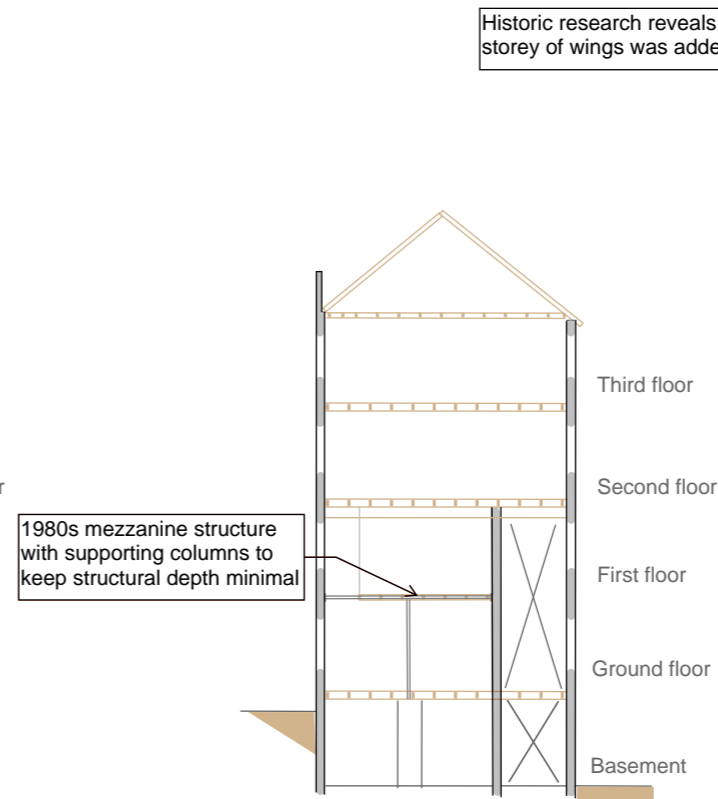 Historic research reveals
storey of wings was
Third floor
Second floor
1980s mezzanine structure
with supporting columns to
keep structural depth minimal
First floor
Ground floor
Basement